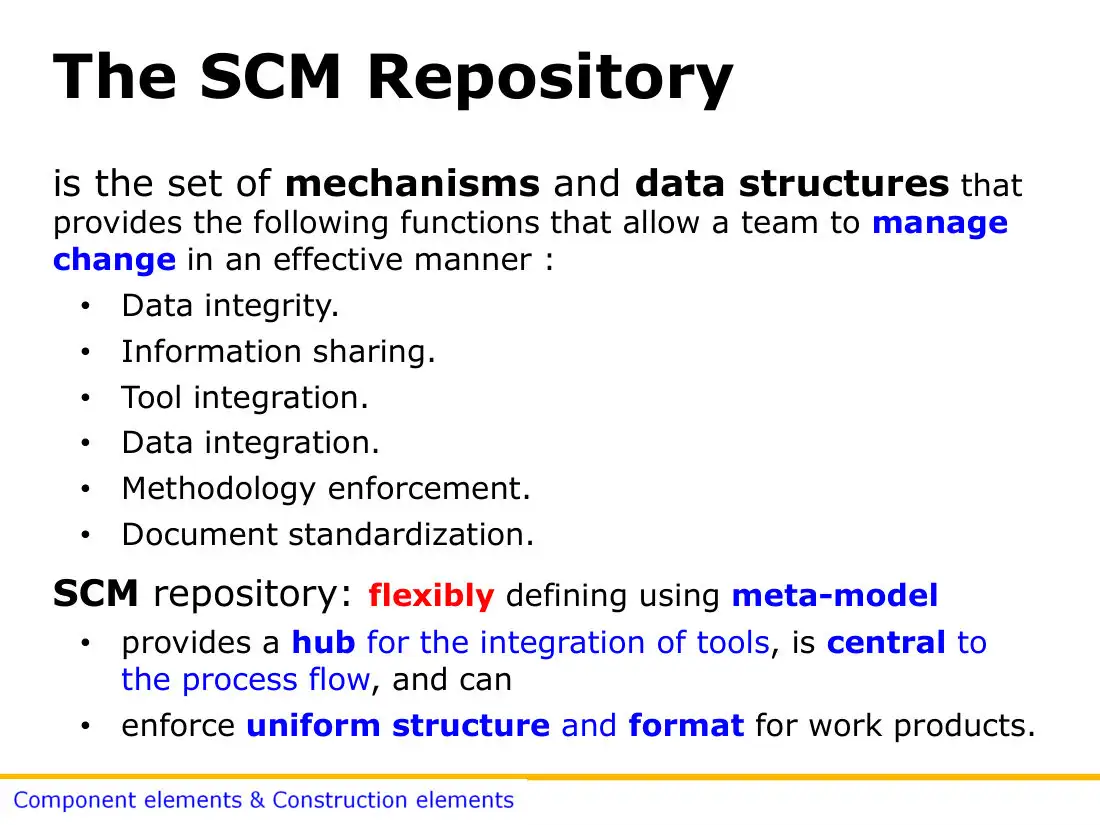 The SCM Repository
is the set of mechanisms and data structures that
provides the following functions that allow a team to manage
change in an effective manner :
• Data integrity.
• Information sharing.
• Tool integration.
• Data integration.
• Methodology enforcement.
• Document standardization.
SCM repository: flexibly defining using meta-model
• provides a hub for the integration of tools, is central to
the process flow, and can
• enforce uniform structure and format for work products.
Component elements & Construction elements